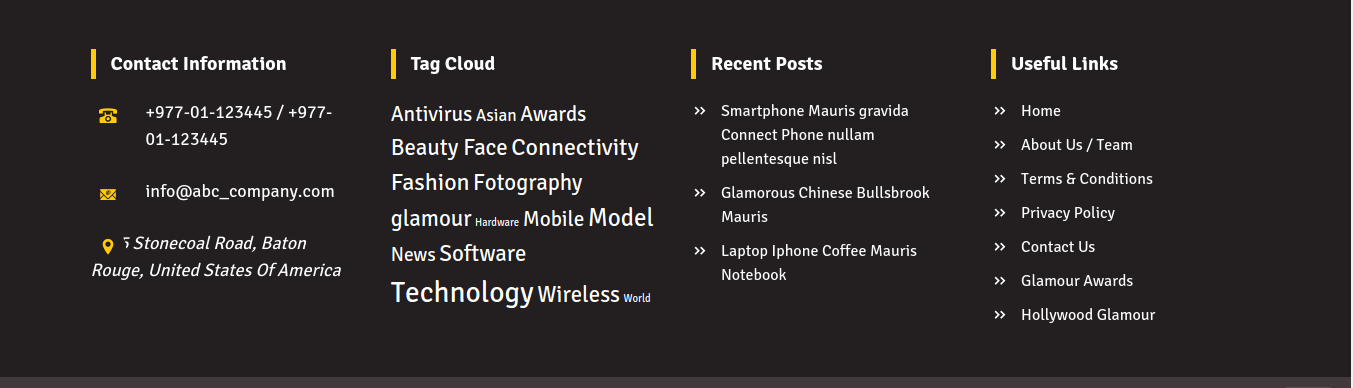 Contact Information
+977-01-123445 / +977-
01-123445
info@abc_company.com
Stonecoal Road, Baton
Rouge, United States Of America
Tag Cloud
Antivirus Asian Awards
Beauty Face Connectivity
Fashion Fotography
glamour Hardware Mobile Model
News Software
Technology Wireless World
Recent Posts
Smartphone Mauris gravida
Connect Phone nullam
pellentesque nisl
Glamorous Chinese Bullsbrook
Mauris
Laptop Iphone Coffee Mauris
Notebook
Useful Links
Home
About Us / Team
Terms & Conditions
Privacy Policy
Contact Us
Glamour Awards
Hollywood Glamour